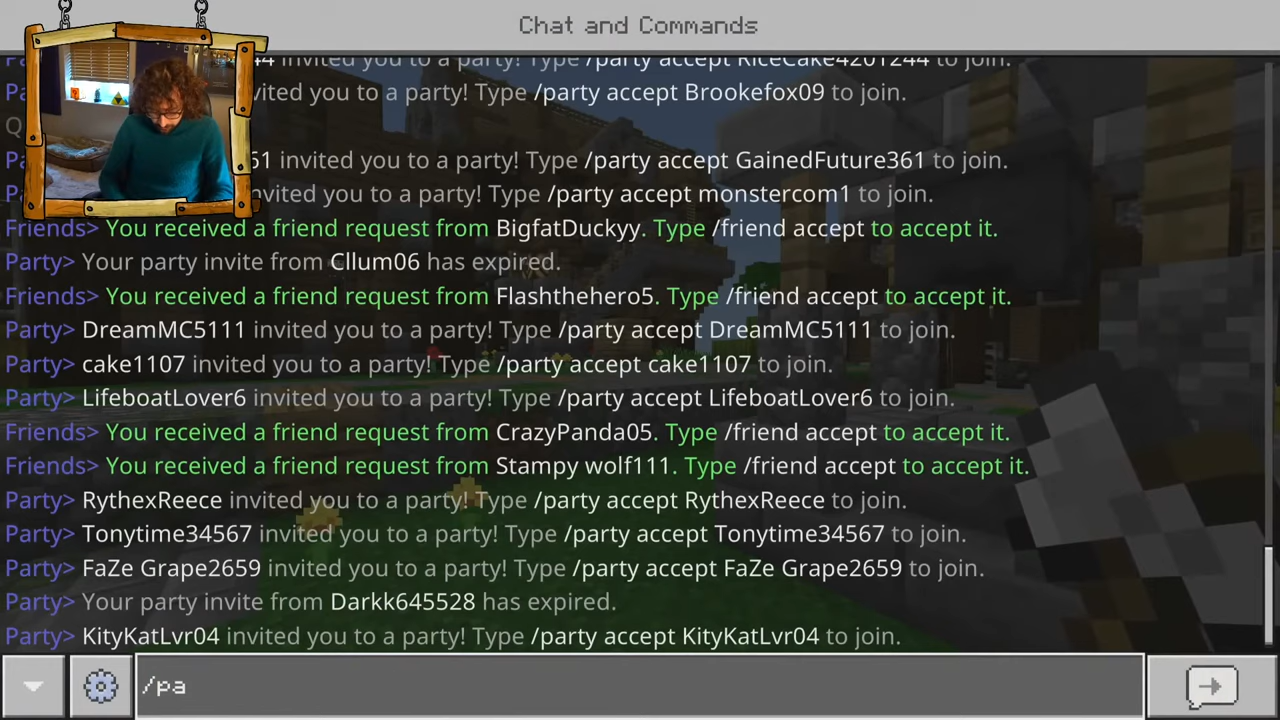 Chat and Commands
44 invited you to a party! Type /party accept RiceCake4201244 to join.
Pa vited you to a party! Type /party accept Brookefox09 to join.
Q
Pa 61 invited you to a party! Type /party accept GainedFuture361 to join.
Pa nvited you to a party! Type /party accept monstercom1 to join.
Friends> You received a friend request from BigfatDuckyy. Type /friend accept to accept it.
Party> Your party invite from Cllum06 has expired.
Friends> You received a friend request from Flashthehero5. Type /friend accept to accept it.
Party> DreamMC5111 invited you to a party! Type /party accept DreamMC5111 to join.
Party> cake1107 invited you to a party! Type /party accept cake1107 to join.
Party> LifeboatLover6 invited you to a party! Type /party accept LifeboatLover6 to join.
Friends> You received a friend request from CrazyPanda05. Type /friend accept to accept it.
Friends> You received a friend request from Stampy wolf111. Type /friend accept to accept it.
Party> RythexReece invited you to a party! Type /party accept RythexReece to join.
Party> Tonytime34567 invited you to a party! Type /party accept Tonytime34567 to join.
Party> FaZe Grape2659 invited you to a party! Type /party accept FaZe Grape2659 to join.
Party> Your party invite from Darkk645528 has expired.
Party> KityKatLvr04 invited you to a party! Type /party accept KityKatLvr04 to join.
/pa